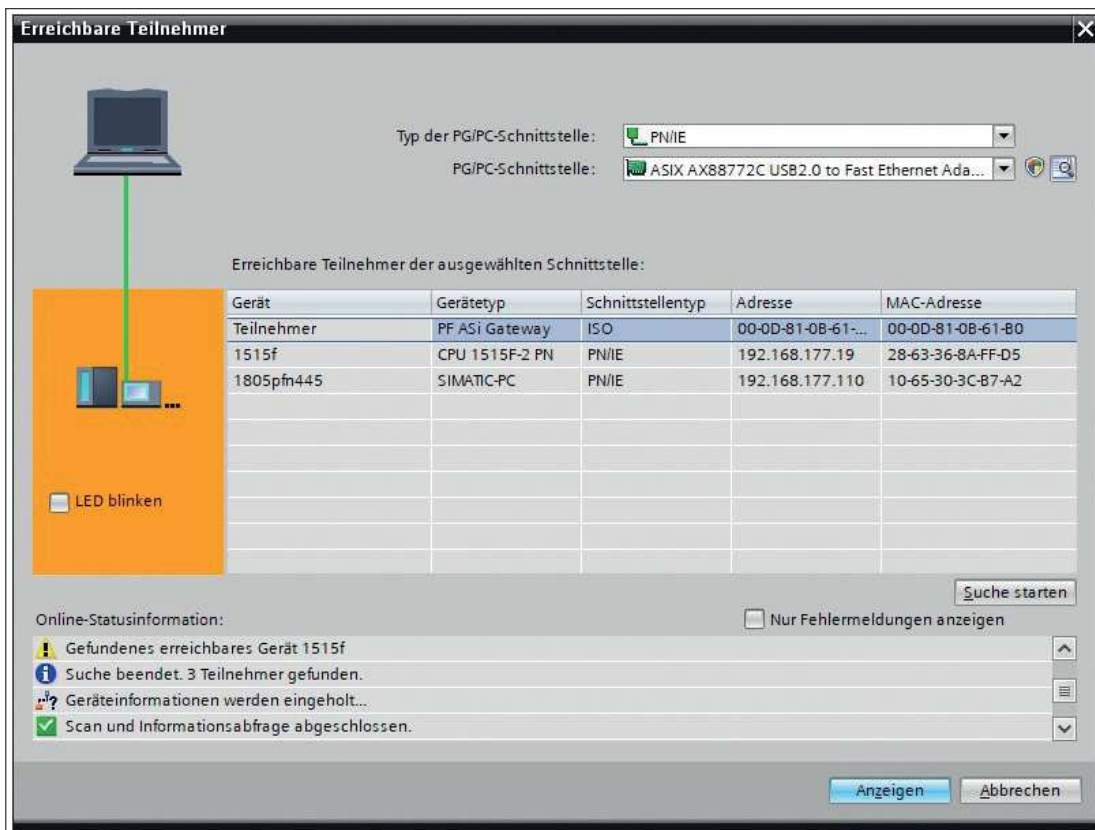 Erreichbare Teilnehmer
Typ der PG/PC-Schnittstelle: PN/IE
PG/PC-Schnittstelle: ASIX AX88772C USB2.0 to Fast Ethernet Ada...
Erreichbare Teilnehmer der ausgewählten Schnittstelle:
Gerät Gerätetyp Schnittstellentyp Adresse MAC-Adresse
Teilnehmer PF ASi Gateway ISO 00-0D-81-0B-61-... 00-0D-81-0B-61-B0
1515f CPU 1515F-2 PN PN/IE 192.168.177.19 28-63-36-8A-FF-D5
1805pfn445 SIMATIC-PC PN/IE 192.168.177.110 10-65-30-3C-B7-A2
LED blinken
Suche starten
Online-Statusinformation: Nur Fehlermeldungen anzeigen
Gefundenes erreichbares Gerät 1515f
Suche beendet. 3 Teilnehmer gefunden.
Geräteinformationen werden eingeholt...
Scan und Informationsabfrage abgeschlossen.
Anzeigen Abbrechen